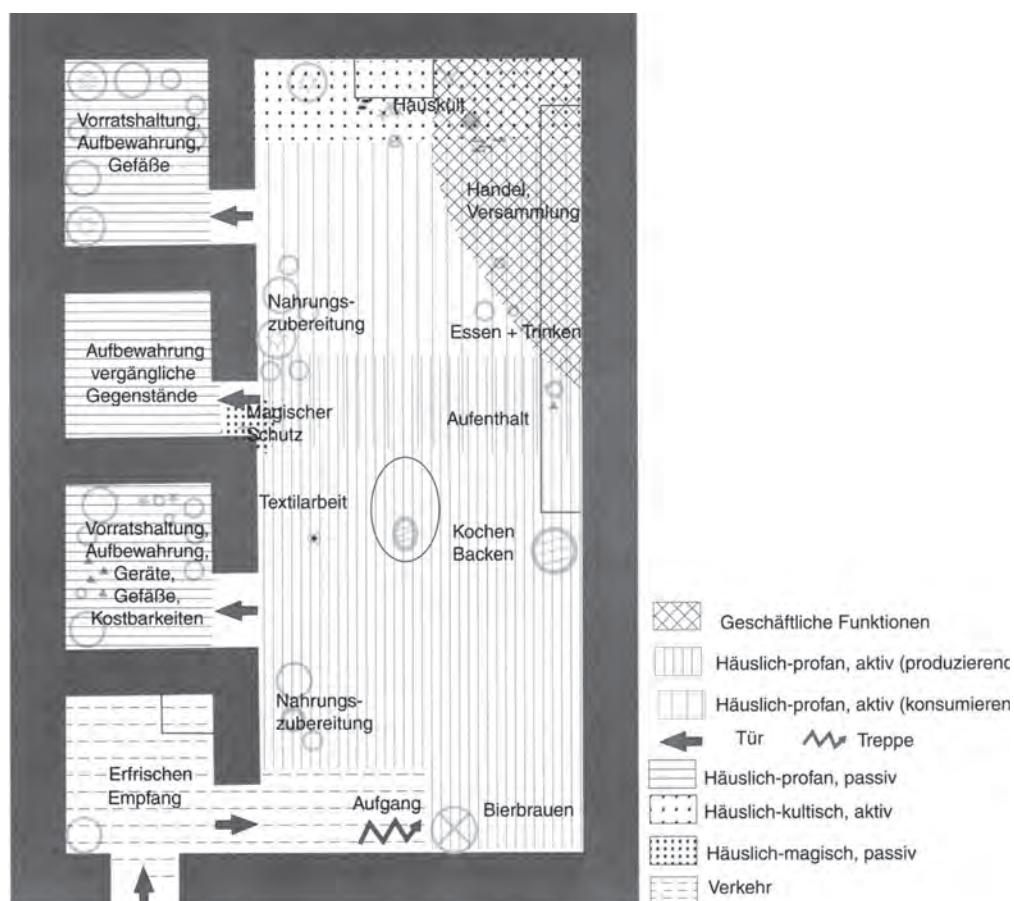 Vorratshaltung,
Aufbewahrung,
Gefäße
Hauskult
Handel,
Versammlung
Nahrungs-
zubereitung
Essen + Trinken
Aufbewahrung
vergängliche
Gegenstände
Magischer
Schutz
Aufenthalt
Textilarbeit
Kochen
Backen
Vorratshaltung,
Aufbewahrung,
Geräte,
Gefäße,
Kostbarkeiten
Nahrungs-
zubereitung
Erfrischen
Empfang
Aufgang
Bierbrauen
Geschäftliche Funktionen
Häuslich-profan, aktiv (produzierend
Häuslich-profan, aktiv (konsumieren
Tür
Treppe
Häuslich-profan, passiv
Häuslich-kultisch, aktiv
Häuslich-magisch, passiv
Verkehr